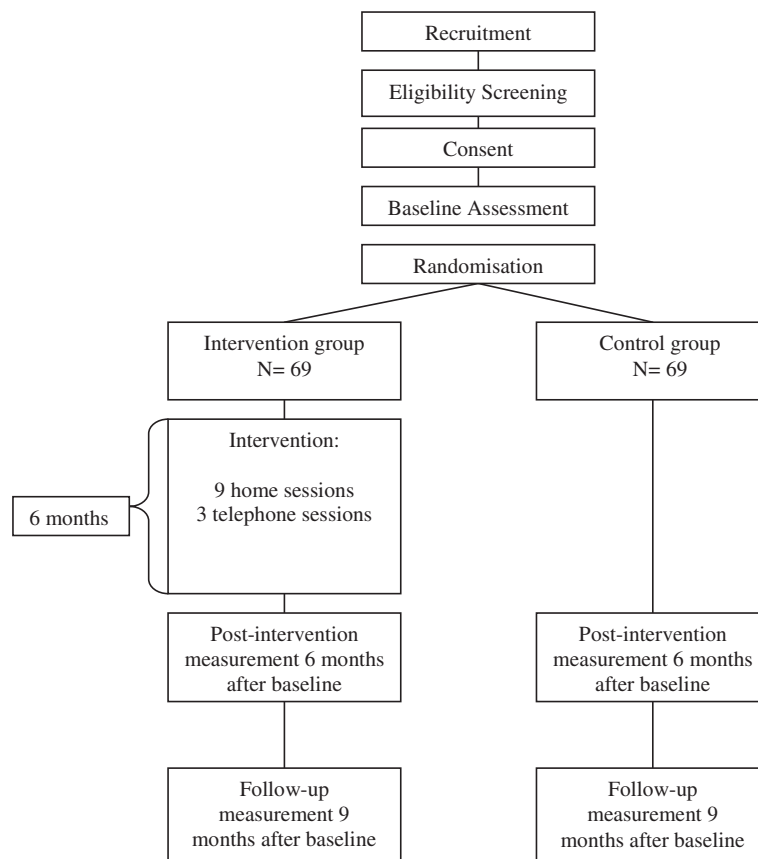 Recruitment
Eligibility Screening
Consent
Baseline Assessment
Randomisation
Intervention group
N= 69
Control group
N= 69
Intervention:
9 home sessions
3 telephone sessions
6 months
Post-intervention
measurement 6 months
after baseline
Post-intervention
measurement 6 months
after baseline
Follow-up
measurement 9
months after baseline
Follow-up
measurement 9
months after baseline